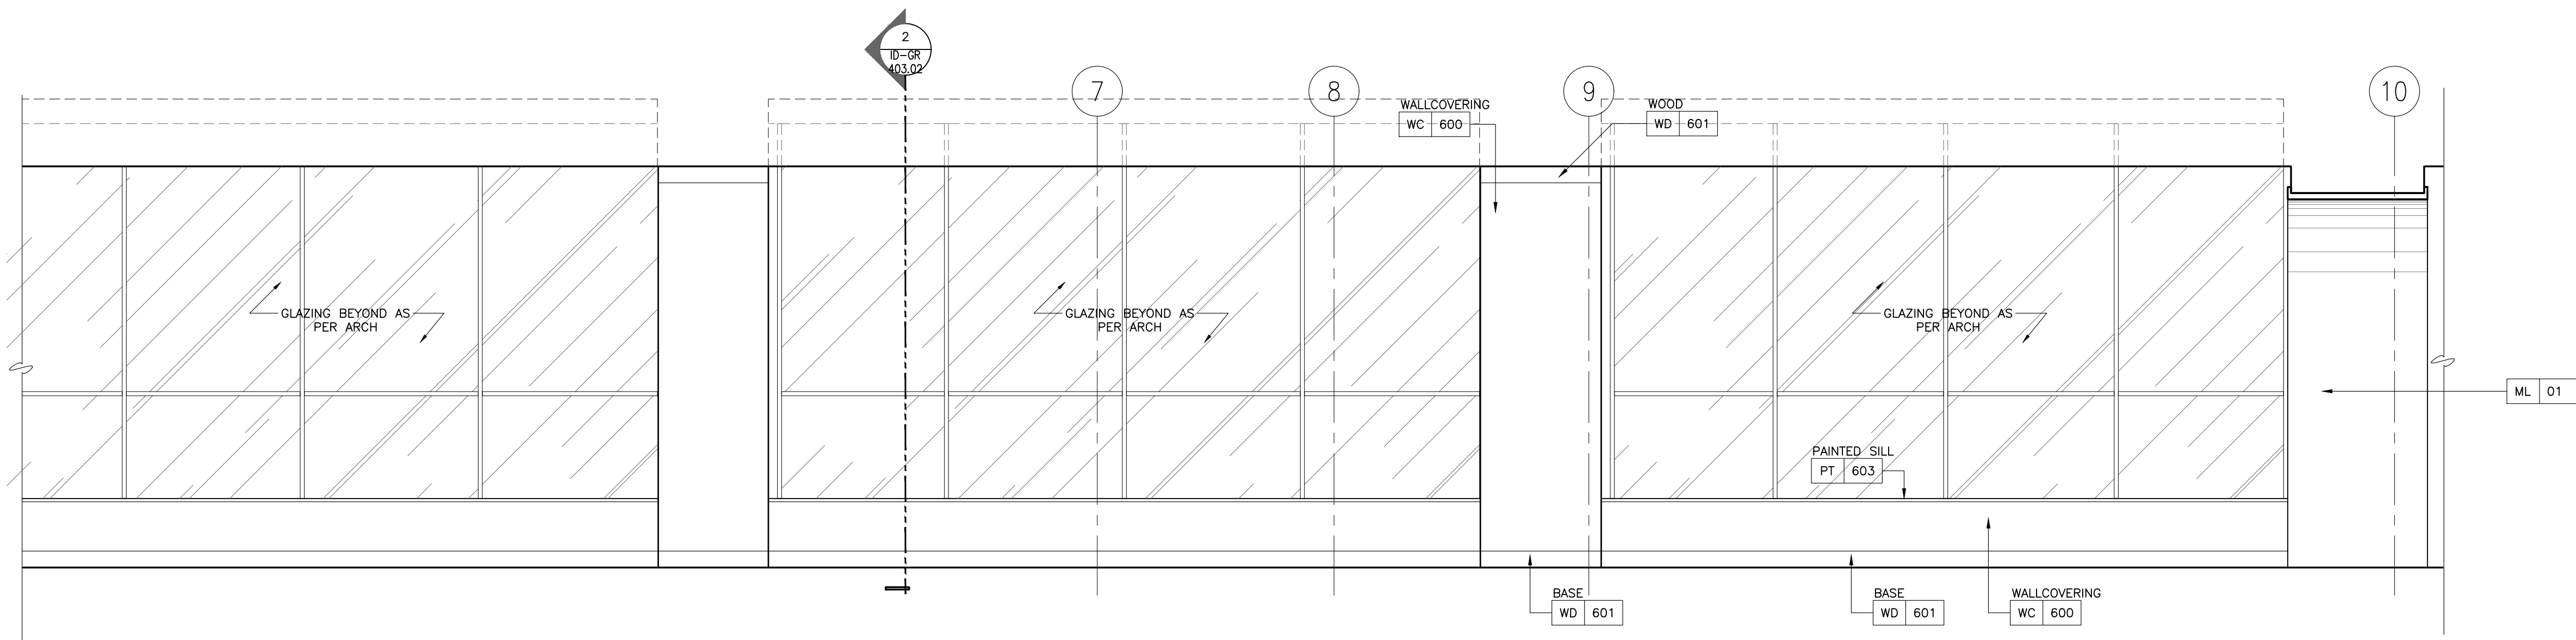 2
ID-GR
403.02
7
8
9
10
WALLCOVERING
WC 600
WOOD
WD 601
GLAZING BEYOND AS
PER ARCH
GLAZING BEYOND AS
PER ARCH
GLAZING BEYOND AS
PER ARCH
ML 01
PAINTED SILL
PT 603
BASE
WD 601
BASE
WD 601
WALLCOVERING
WC 600